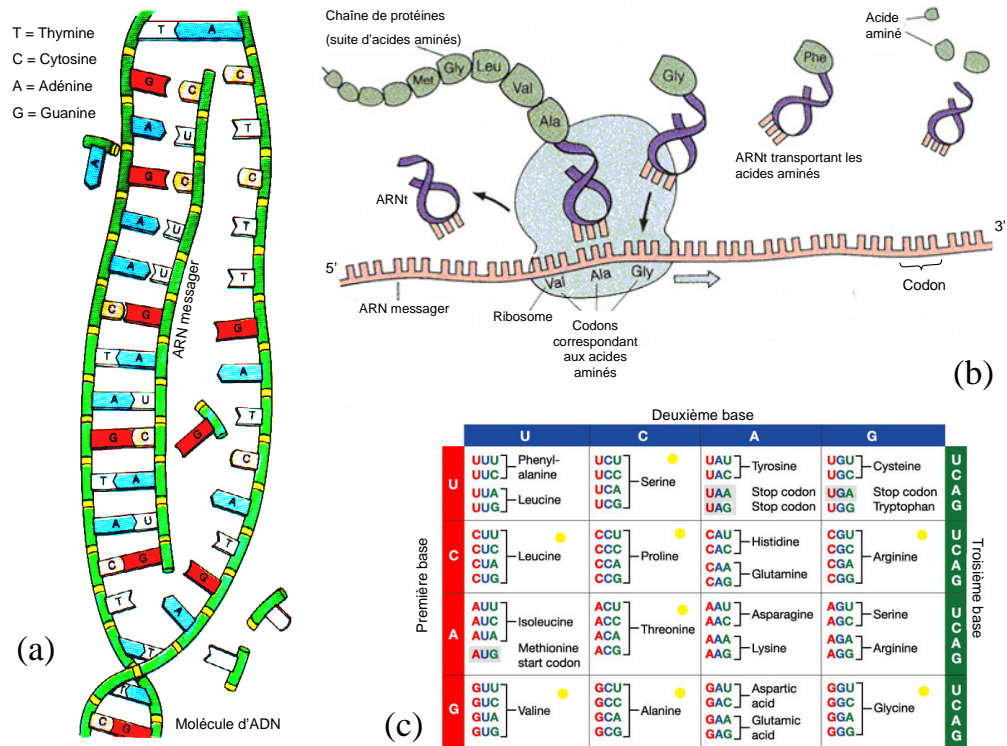 T = Thymine
C = Cytosine
A = Adénine
G = Guanine
T A
G C C
A U T
A
G C C
A U T
A U T
C G G
T A A
A U T
G C G
C
T A A
A U T
C G G
T A
T
A
C G
ARN messager
(a)
Molécule d'ADN
Chaîne de protéines
(suite d'acides aminés)
Met
Gly
Leu
Val
Ala
Gly
Phe
Acide
aminé
ARNt
ARNt transportant les
acides aminés
5'
3'
Val
Ala
Gly
ARN messager
Ribosome
Codons
correspondant
aux acides
aminés
Codon
(b)
Deuxième base
U C A G
Première base
Troisième base
U
UUU
UUC
Phenyl-
alanine
UUA
UUG
Leucine
UCU
UCC
UCA
UCG
Serine
UAU
UAC
Tyrosine
UAA Stop codon
UAG Stop codon
UGU
UGC
Cysteine
UGA Stop codon
UGG Tryptophan
U
C
A
G
C
CUU
CUC
CUA
CUG
Leucine
CCU
CCC
CCA
CCG
Proline
CAU
CAC
Histidine
CAA
CAG
Glutamine
CGU
CGC
CGA
CGG
Arginine
U
C
A
G
A
AUU
AUC
AUA
Isoleucine
AUG Methionine
start codon
ACU
ACC
ACA
ACG
Threonine
AAU
AAC
Asparagine
AAA
AAG
Lysine
AGU
AGC
Serine
AGA
AGG
Arginine
U
C
A
G
G
GUU
GUC
GUA
GUG
Valine
GCU
GCC
GCA
GCG
Alanine
GAU
GAC
Aspartic
acid
GAA
GAG
Glutamic
acid
GGU
GGC
GGA
GGG
Glycine
U
C
A
G
(c)